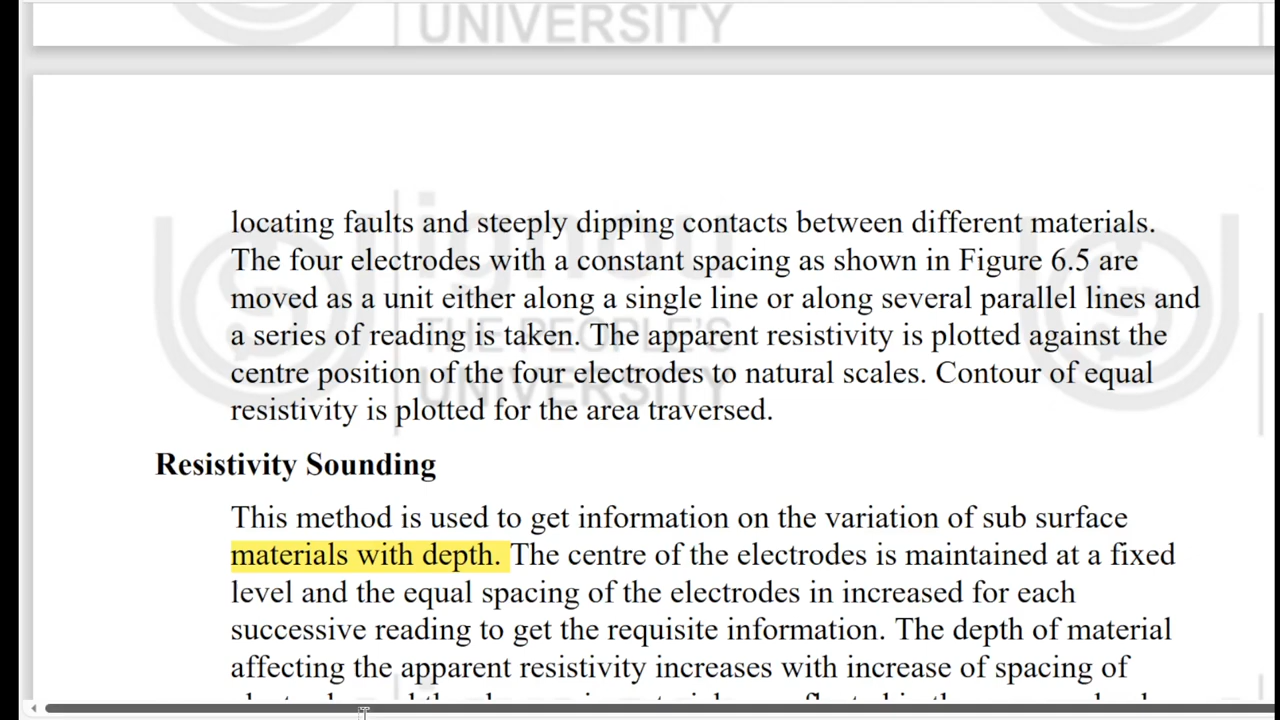 UNIVERSITY
ignou
THE PEOPLE'S
UNIVERSITY
locating faults and steeply dipping contacts between different materials.
The four electrodes with a constant spacing as shown in Figure 6.5 are
moved as a unit either along a single line or along several parallel lines and
a series of reading is taken. The apparent resistivity is plotted against the
centre position of the four electrodes to natural scales. Contour of equal
resistivity is plotted for the area traversed.
Resistivity Sounding
This method is used to get information on the variation of sub surface
materials with depth. The centre of the electrodes is maintained at a fixed
level and the equal spacing of the electrodes in increased for each
successive reading to get the requisite information. The depth of material
affecting the apparent resistivity increases with increase of spacing of